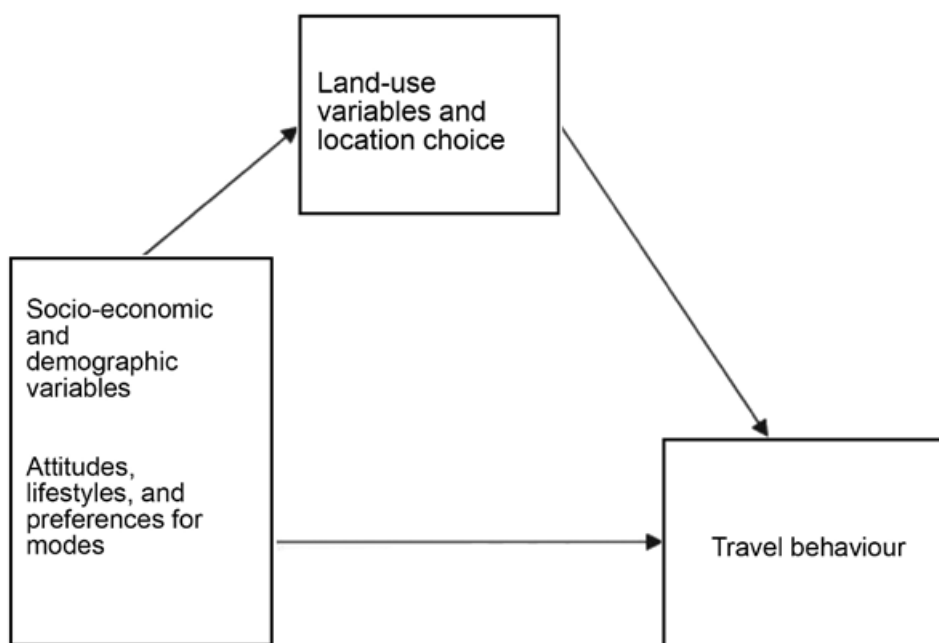 Land-use
variables and
location choice
Socio-economic
and
demographic
variables
Attitudes,
lifestyles, and
preferences for
modes
Travel behaviour